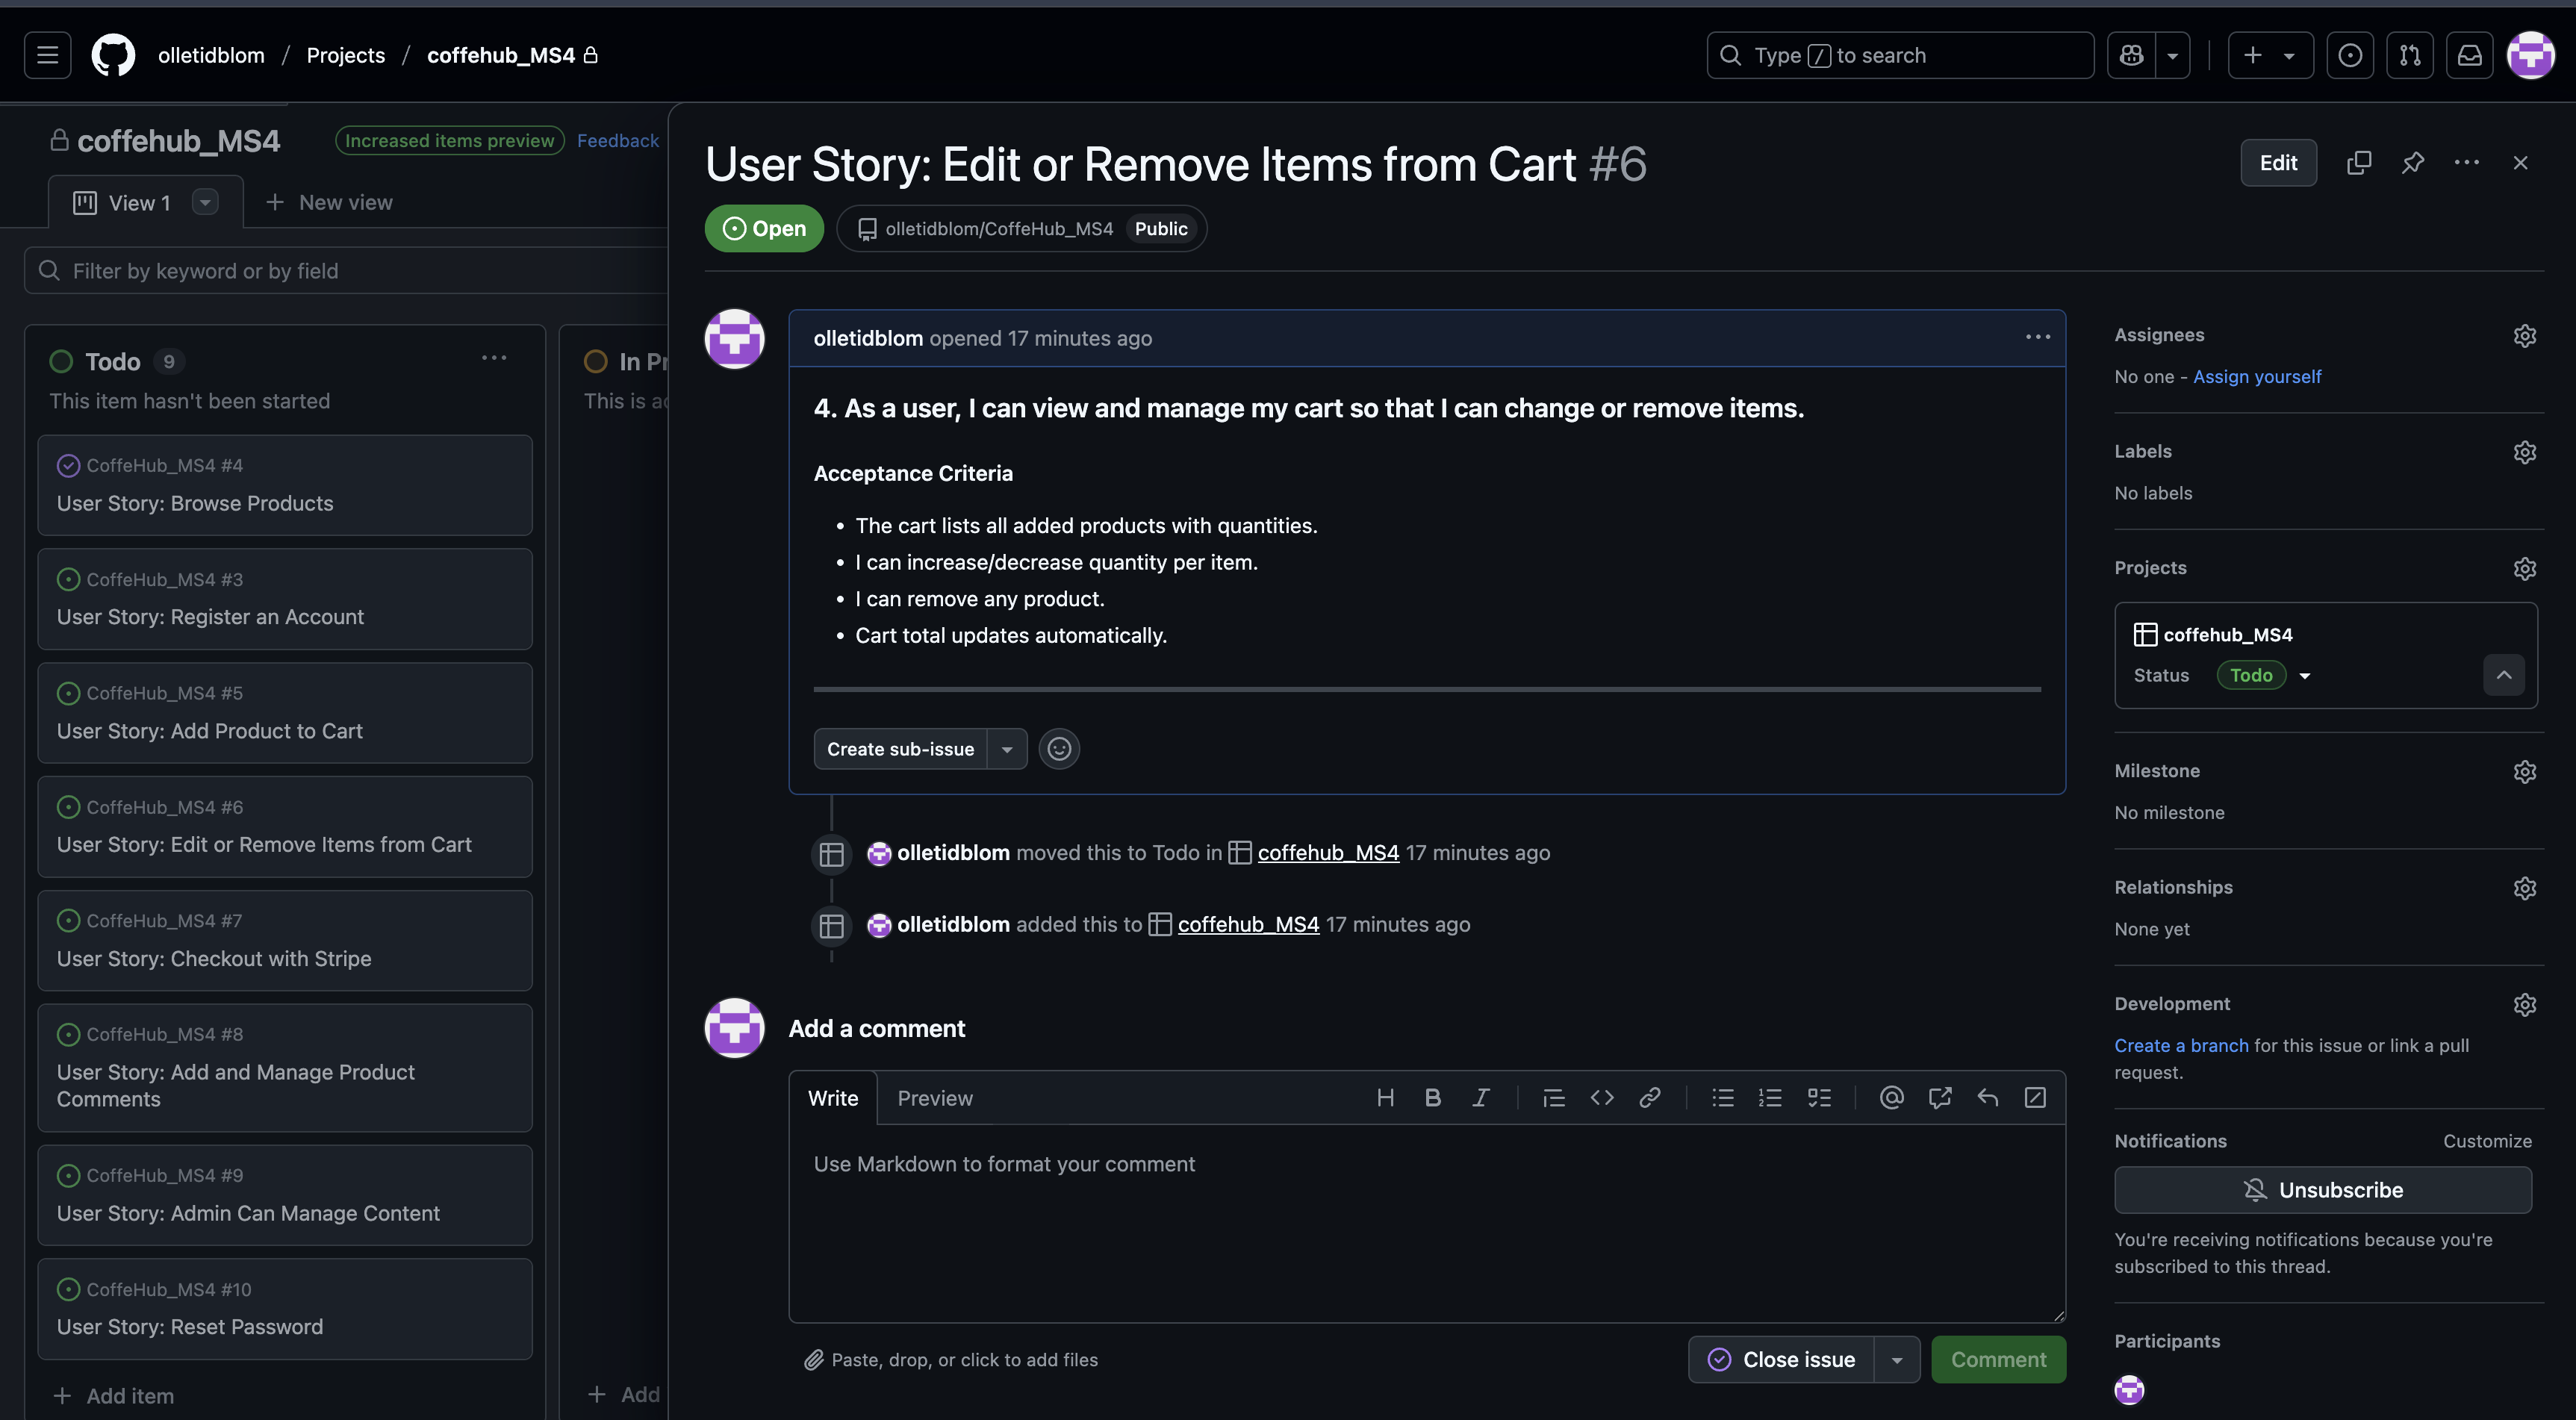 olletidblom / Projects / coffehub_MS4
Type / to search
coffehub_MS4
Increased items preview
Feedback
View 1
New view
Filter by keyword or by field
Todo 9
This item hasn't been started
CoffeHub_MS4 #4
User Story: Browse Products
CoffeHub_MS4 #3
User Story: Register an Account
CoffeHub_MS4 #5
User Story: Add Product to Cart
CoffeHub_MS4 #6
User Story: Edit or Remove Items from Cart
CoffeHub_MS4 #7
User Story: Checkout with Stripe
CoffeHub_MS4 #8
User Story: Add and Manage Product
Comments
CoffeHub_MS4 #9
User Story: Admin Can Manage Content
CoffeHub_MS4 #10
User Story: Reset Password
Add item
In Pr
This is ac
Add
User Story: Edit or Remove Items from Cart #6
Edit
Open
olletidblom/CoffeHub_MS4 Public
olletidblom opened 17 minutes ago
4. As a user, I can view and manage my cart so that I can change or remove items.
Acceptance Criteria
• The cart lists all added products with quantities.
• I can increase/decrease quantity per item.
• I can remove any product.
• Cart total updates automatically.
Create sub-issue
olletidblom moved this to Todo in coffehub_MS4 17 minutes ago
olletidblom added this to coffehub_MS4 17 minutes ago
Add a comment
Write
Preview
Use Markdown to format your comment
Paste, drop, or click to add files
Close issue
Comment
Assignees
No one - Assign yourself
Labels
No labels
Projects
coffehub_MS4
Status Todo
Milestone
No milestone
Relationships
None yet
Development
Create a branch for this issue or link a pull
request.
Notifications
Customize
Unsubscribe
You're receiving notifications because you're
subscribed to this thread.
Participants